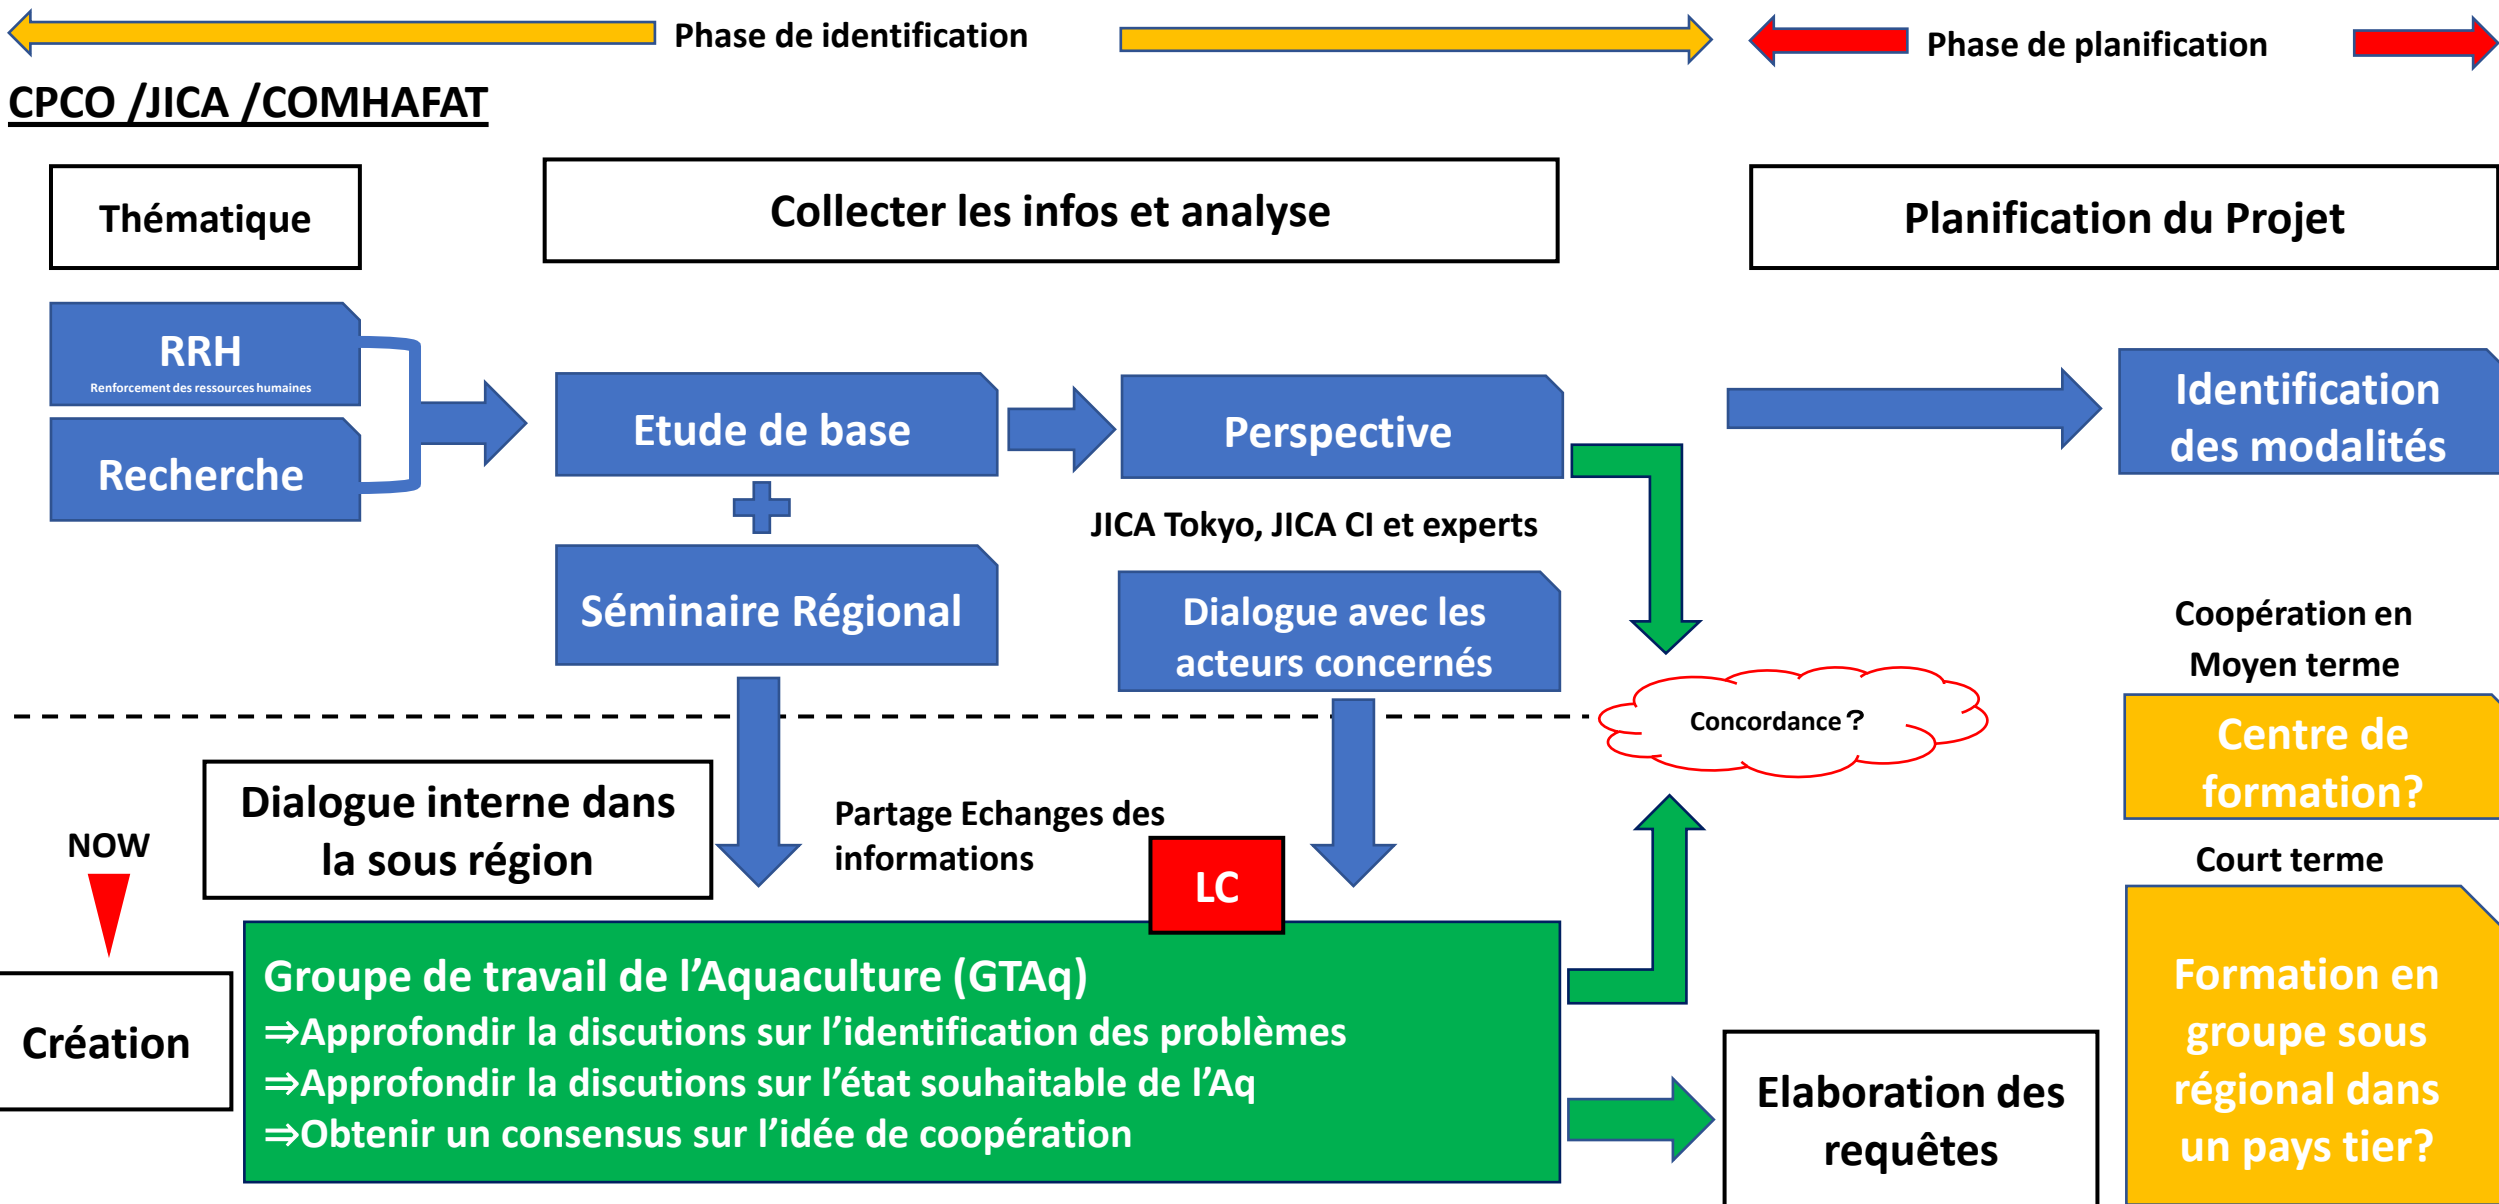 Phase de identification
Phase de planification
CPCO /JICA /COMHAFAT
Thématique
Collecter les infos et analyse
Planification du Projet
RRH
Renforcement des ressources humaines
Recherche
Etude de base
Perspective
Identification
des modalités
JICA Tokyo, JICA CI et experts
Séminaire Régional
Dialogue avec les
acteurs concernés
Coopération en
Moyen terme
Concordance？
Centre de
formation?
Dialogue interne dans
la sous région
Partage Echanges des
informations
NOW
LC
Court terme
Création
Groupe de travail de l’Aquaculture (GTAq)
⇒Approfondir la discutions sur l’identification des problèmes
⇒Approfondir la discutions sur l’état souhaitable de l’Aq
⇒Obtenir un consensus sur l’idée de coopération
Elaboration des
requêtes
Formation en
groupe sous
régional dans
un pays tier?